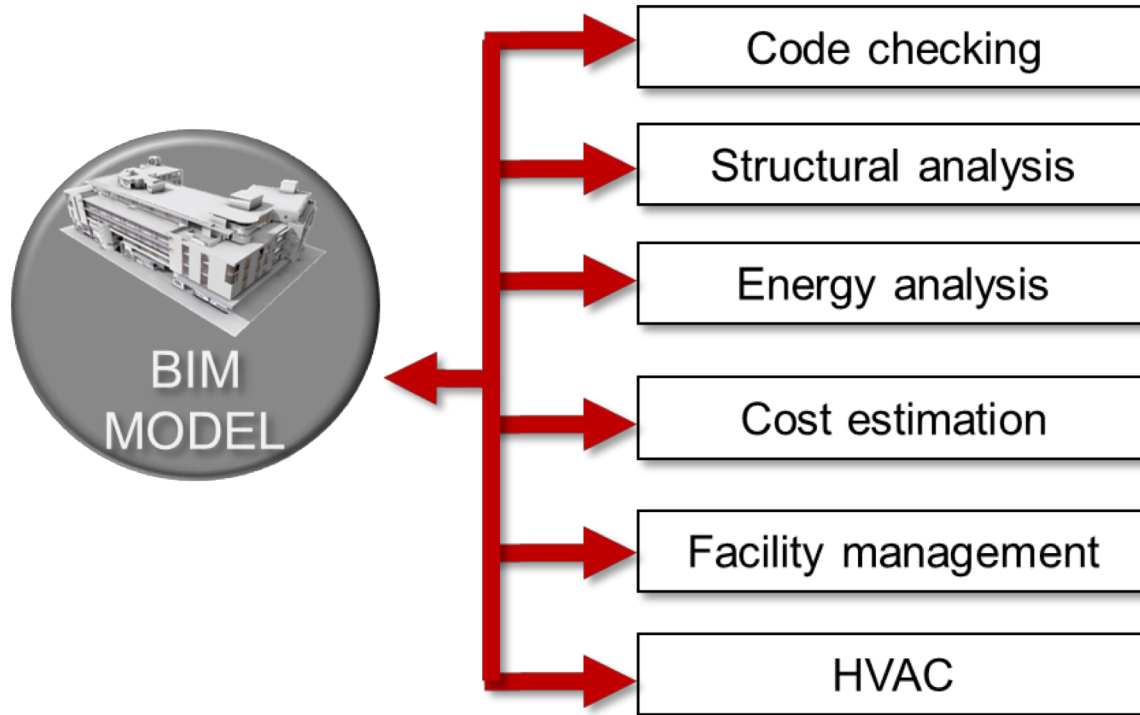 Code checking
Structural analysis
Energy analysis
BIM
MODEL
Cost estimation
Facility management
HVAC